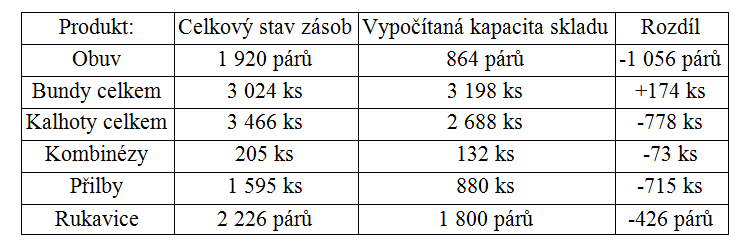 Produkt: Celkový stav zásob Vypočítaná kapacita skladu Rozdíl
Obuv 1 920 párů 864 párů -1 056 párů
Bundy celkem 3 024 ks 3 198 ks +174 ks
Kalhoty celkem 3 466 ks 2 688 ks -778 ks
Kombinézy 205 ks 132 ks -73 ks
Přilby 1 595 ks 880 ks -715 ks
Rukavice 2 226 párů 1 800 párů -426 párů